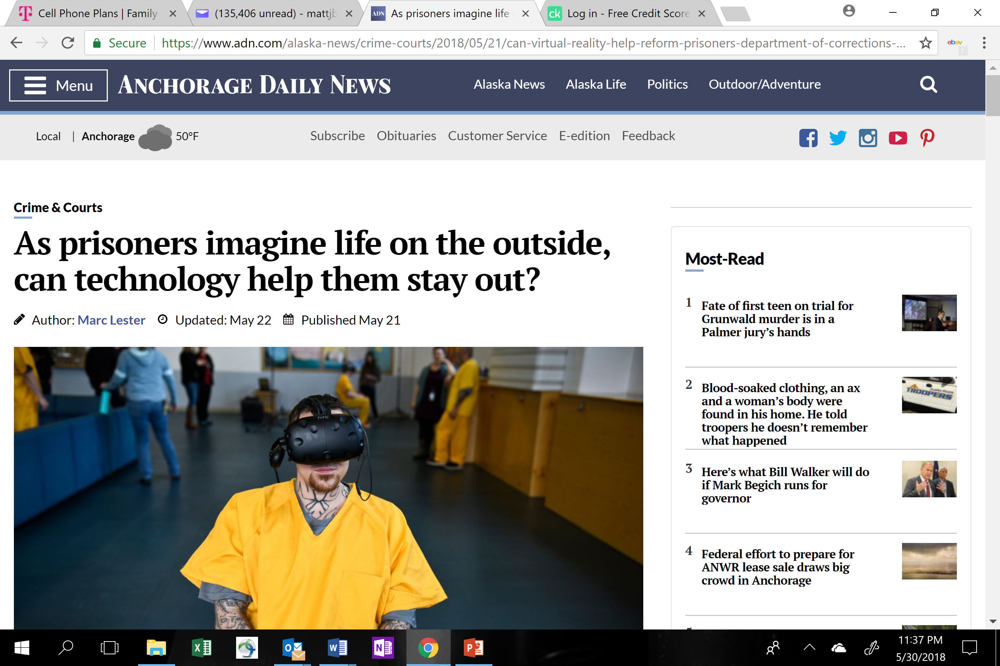 Cell Phone Plans | Family
(135,406 unread) - mattjb
ADN As prisoners imagine life
ck Log in - Free Credit Score
Secure https://www.adn.com/alaska-news/crime-courts/2018/05/21/can-virtual-reality-help-reform-prisoners-department-of-corrections-...
ebay
?
Menu
ANCHORAGE DAILY NEWS
Alaska News Alaska Life Politics Outdoor/Adventure
Local | Anchorage 50°F
Subscribe Obituaries Customer Service E-edition Feedback
Crime & Courts
As prisoners imagine life on the outside,
can technology help them stay out?
Author: Marc Lester Updated: May 22 Published May 21
hTC
Most-Read
1 Fate of first teen on trial for
Grunwald murder is in a
Palmer jury’s hands
2 Blood-soaked clothing, an ax
and a woman’s body were
found in his home. He told
troopers he doesn’t remember
what happened
TROOPERS
3 Here’s what Bill Walker will do
if Mark Begich runs for
governor
4 Federal effort to prepare for
ANWR lease sale draws big
crowd in Anchorage
11:37 PM
5/30/2018